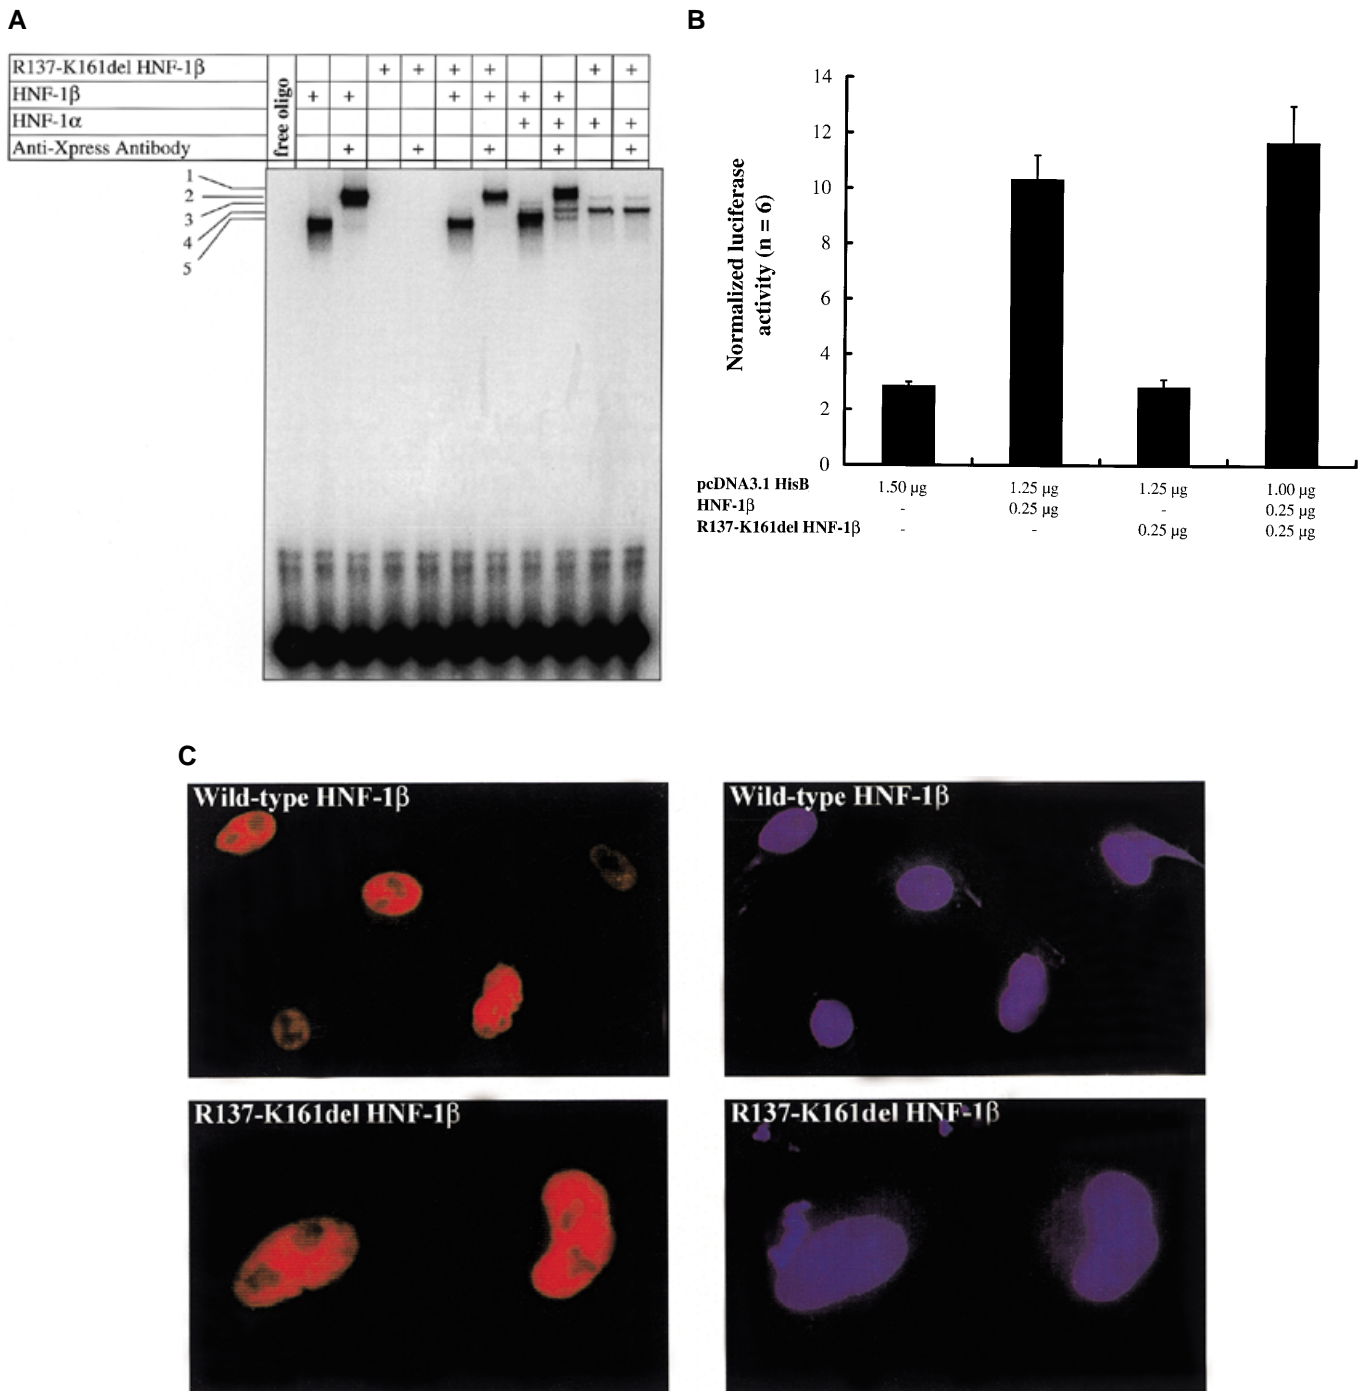 A
R137-K161del HNF-1β + + + + + +
HNF-1β + + + + + +
HNF-1α + + + +
Anti-Xpress Antibody + + + + +
free oligo
1
2
3
4
5
B
Normalized luciferase
activity (n = 6)
14
12
10
8
6
4
2
0
pcDNA3.1 HisB 1.50 µg 1.25 µg 1.25 µg 1.00 µg
HNF-1β - 0.25 µg - 0.25 µg
R137-K161del HNF-1β - - 0.25 µg 0.25 µg
C
Wild-type HNF-1β
Wild-type HNF-1β
R137-K161del HNF-1β
R137-K161del HNF-1β